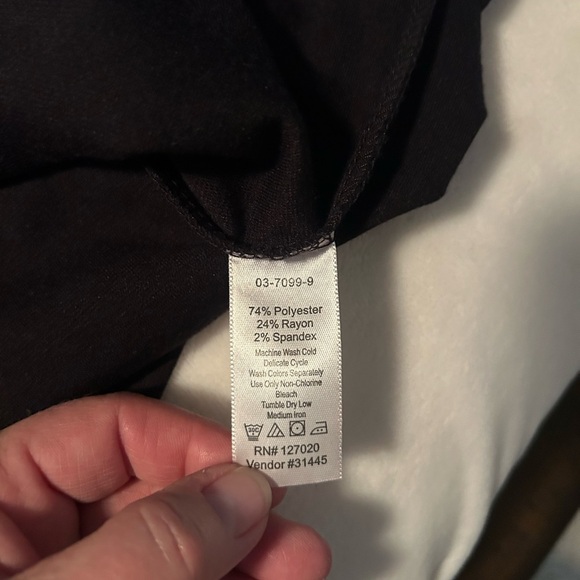 03-7099-9
74% Polyester
24% Rayon
2% Spandex
Machine Wash Cold
Delicate Cycle
Wash Colors Separately
Use Only Non-Chlorine
Bleach
Tumble Dry Low
Medium Iron
30C
RN# 127020
Vendor #31445